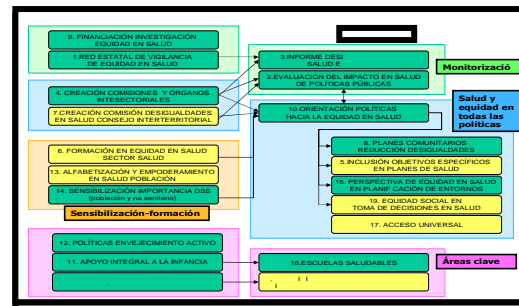 9. FINANCIACIÓN INVESTIGACIÓN
EQUIDAD EN SALUD
1.RED ESTATAL DE VIGILANCIA
DE EQUIDAD EN SALUD
3.INFORME DESI
SALUD E
2.EVALUACIÓN DEL IMPACTO EN SALUD
DE POLÍTICAS PÚBLICAS
Monitorizació
4. CREACIÓN COMISIONES Y ÓRGANOS
INTESECTORIALES
7.CREACIÓN COMISIÓN DESIGUALDADES
EN SALUD CONSEJO INTERTERRITORIAL
10.ORIENTACIÓN POLÍTICAS
HACIA LA EQUIDAD EN SALUD
Salud y
equidad en
todas las
políticas
8. PLANES COMUNITARIOS
REDUCCIÓN DESIGUALDADES
5.INCLUSIÓN OBJETIVOS ESPECÍFICOS
EN PLANES DE SALUD
15. PERSPECTIVA DE EQUIDAD EN SALUD
EN PLANIF CACIÓN DE ENTORNOS
19. EQUIDAD SOCIAL EN
TOMA DE DECISIONES EN SALUD
17. ACCESO UNIVERSAL
6. FORMACIÓN EN EQUIDAD EN SALUD
SECTOR SALUD
13. ALFABETIZACIÓN Y EMPODERAMIENTO
EN SALUD POBLACIÓN
14. SENSIBILIZACIÓN IMPORTANCIA DSS
(población y no sanitario)
Sensibilización-formación
12. POLÍTICAS ENVEJECIMIENTO ACTIVO
11. APOYO INTEGRAL A LA INFANCIA
16.ESCUELAS SALUDABLES
Áreas clave